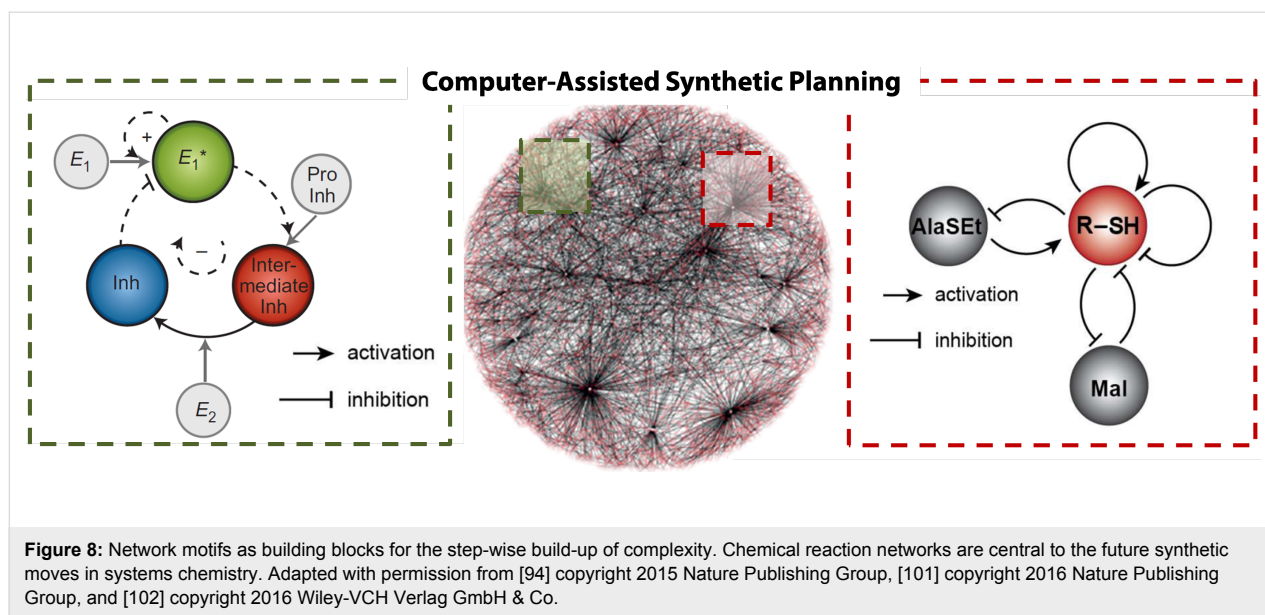 Computer-Assisted Synthetic Planning
+
E1
E1*
Pro
Inh
−
Inh
Inter-
mediate
Inh
activation
inhibition
E2
AlaSEt
R–SH
activation
inhibition
Mal
Figure 8: Network motifs as building blocks for the step-wise build-up of complexity. Chemical reaction networks are central to the future synthetic
moves in systems chemistry. Adapted with permission from [94] copyright 2015 Nature Publishing Group, [101] copyright 2016 Nature Publishing
Group, and [102] copyright 2016 Wiley-VCH Verlag GmbH & Co.